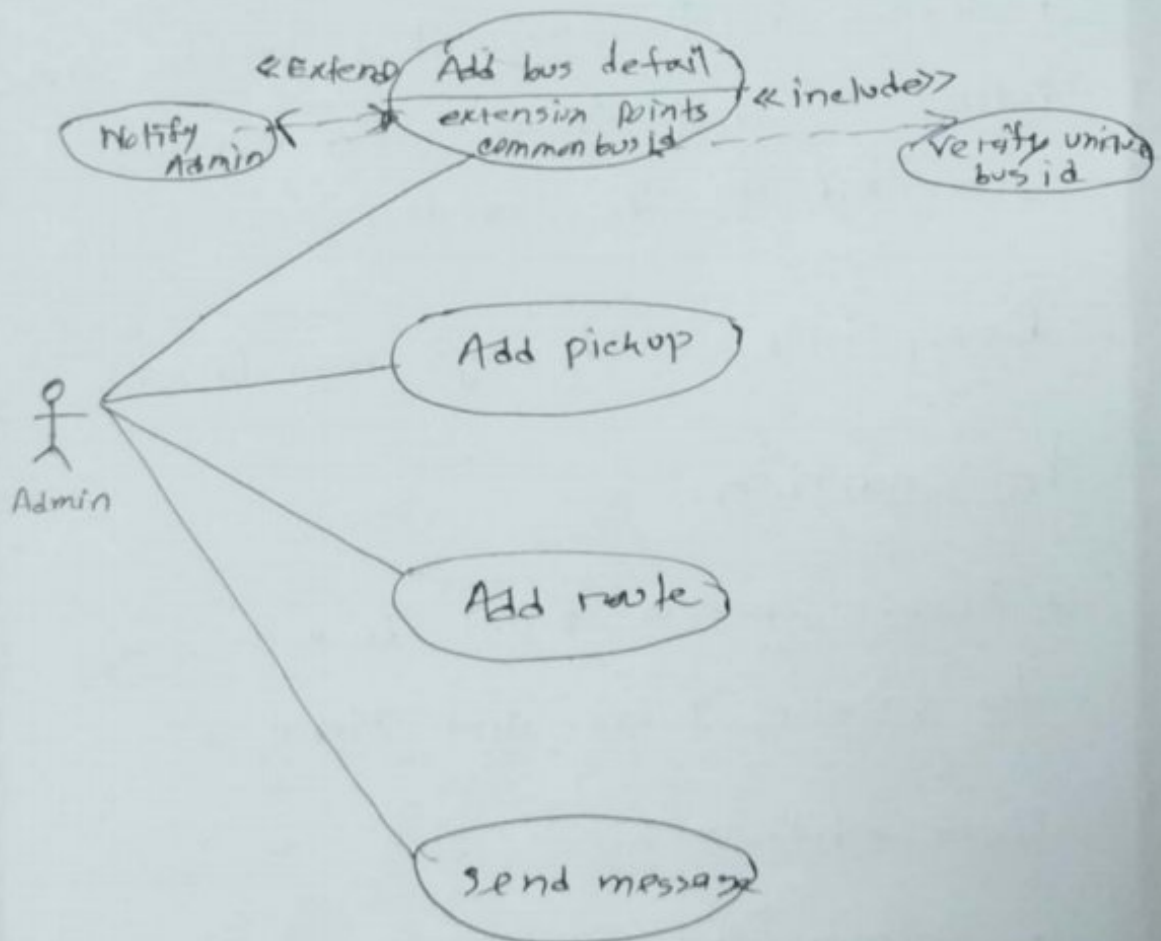 <<Extend
Add bus detail
extension points
common bus id
<<include>>
Notify
Admin
Verify
bus id
Add pickup
Admin
Add route
Send message